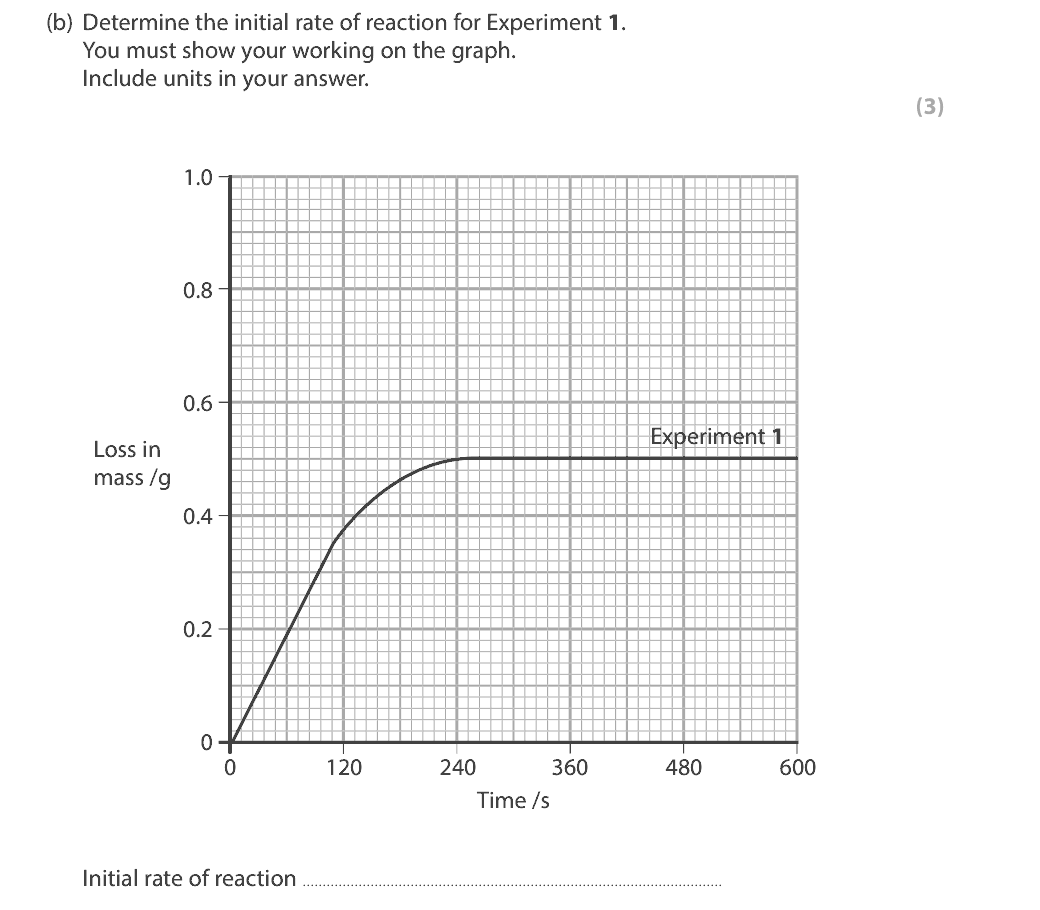 (b) Determine the initial rate of reaction for Experiment 1.
You must show your working on the graph.
Include units in your answer.
(3)
1.0
0.8
0.6
Experiment 1
Loss in
mass /g
0.4
0.2
0
0 120 240 360 480 600
Time /s
Initial rate of reaction